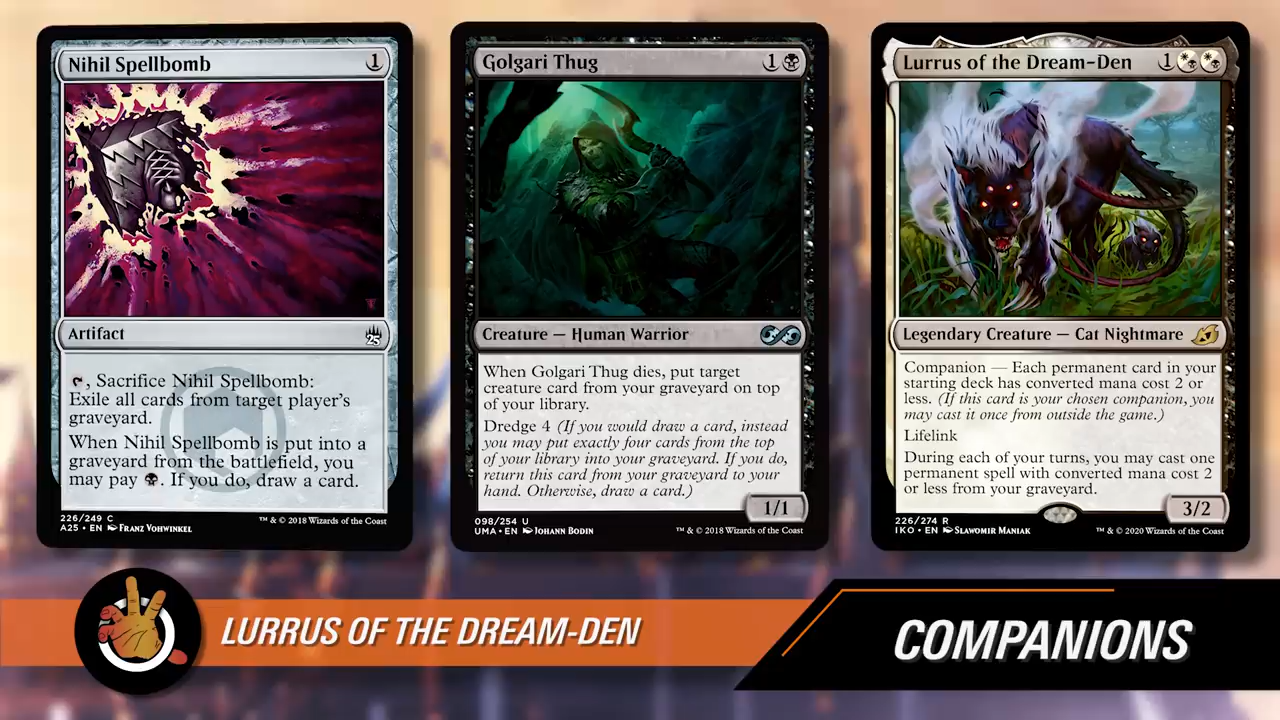 Nihil Spellbomb 1
Artifact
25
, Sacrifice Nihil Spellbomb:
Exile all cards from target player's
graveyard.
When Nihil Spellbomb is put into a
graveyard from the battlefield, you
may pay . If you do, draw a card.
226/249 C
A25 • EN Franz Vohwinkel
™ & © 2018 Wizards of the Coast
Golgari Thug 1
Creature — Human Warrior
When Golgari Thug dies, put target
creature card from your graveyard on top
of your library.
Dredge 4 (If you would draw a card, instead
you may put exactly four cards from the top
of your library into your graveyard. If you do,
return this card from your graveyard to your
hand. Otherwise, draw a card.)
1/1
098/254 U
UMA • EN Johann Bodin
™ & © 2018 Wizards of the Coast
Lurrus of the Dream-Den 1
Legendary Creature — Cat Nightmare
Companion — Each permanent card in your
starting deck has converted mana cost 2 or
less. (If this card is your chosen companion, you
may cast it once from outside the game.)
Lifelink
During each of your turns, you may cast one
permanent spell with converted mana cost 2
or less from your graveyard.
3/2
226/274 R
IKO • EN Slawomir Maniak
™ & © 2020 Wizards of the Coast
LURRUS OF THE DREAM-DEN
COMPANIONS